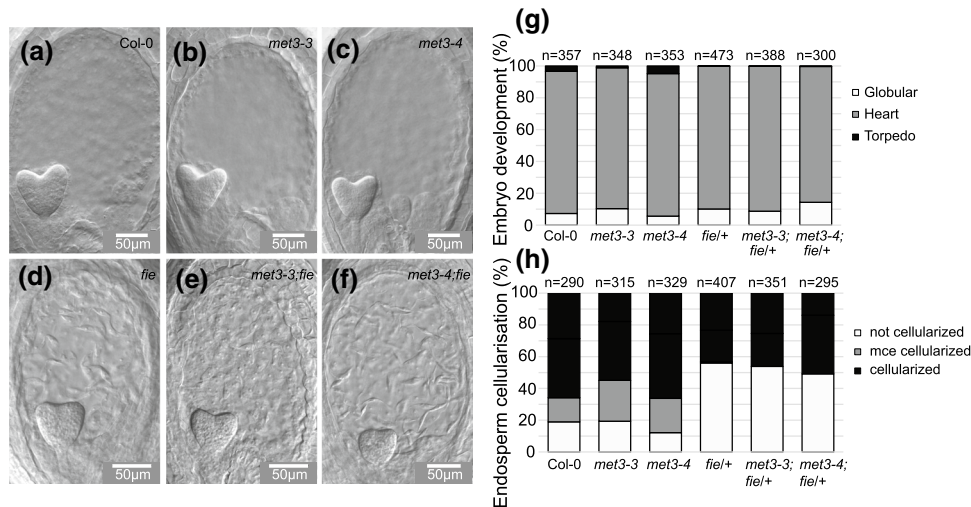 (a) Col-0
50µm
(b) met3-3
50µm
(c) met3-4
50µm
(d) fie
50µm
(e) met3-3;fie
50µm
(f) met3-4;fie
50µm
(g)
Embryo development (%)
n=357 n=348 n=353 n=473 n=388 n=300
100
80
60
40
20
0
Col-0 met3-3 met3-4 fie/+ met3-3; met3-4;
fie/+ fie/+
Globular
Heart
Torpedo
(h)
Endosperm cellularisation (%)
n=290 n=315 n=329 n=407 n=351 n=295
100
80
60
40
20
0
Col-0 met3-3 met3-4 fie/+ met3-3; met3-4;
fie/+ fie/+
not cellularized
mce cellularized
cellularized